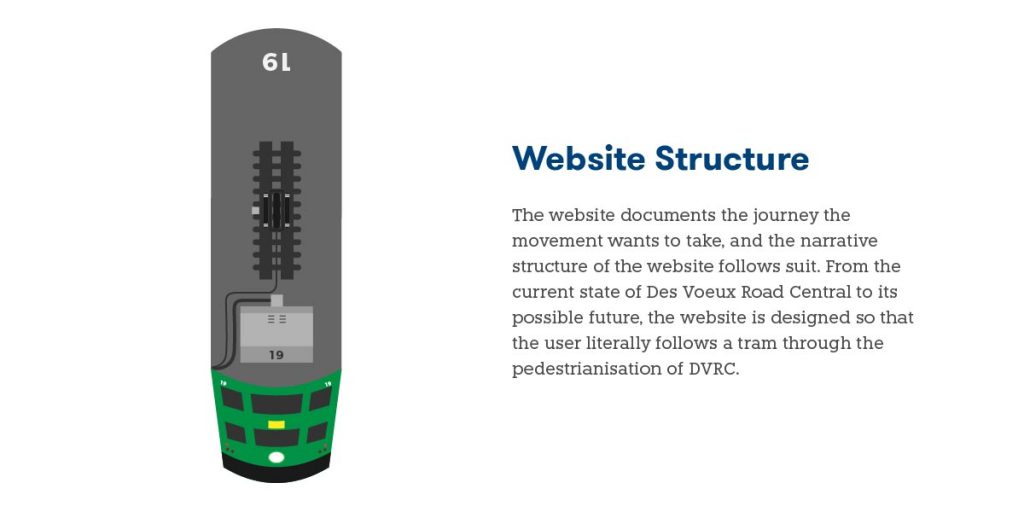 19
19
19 19
Website Structure
The website documents the journey the
movement wants to take, and the narrative
structure of the website follows suit. From the
current state of Des Voeux Road Central to its
possible future, the website is designed so that
the user literally follows a tram through the
pedestrianisation of DVRC.